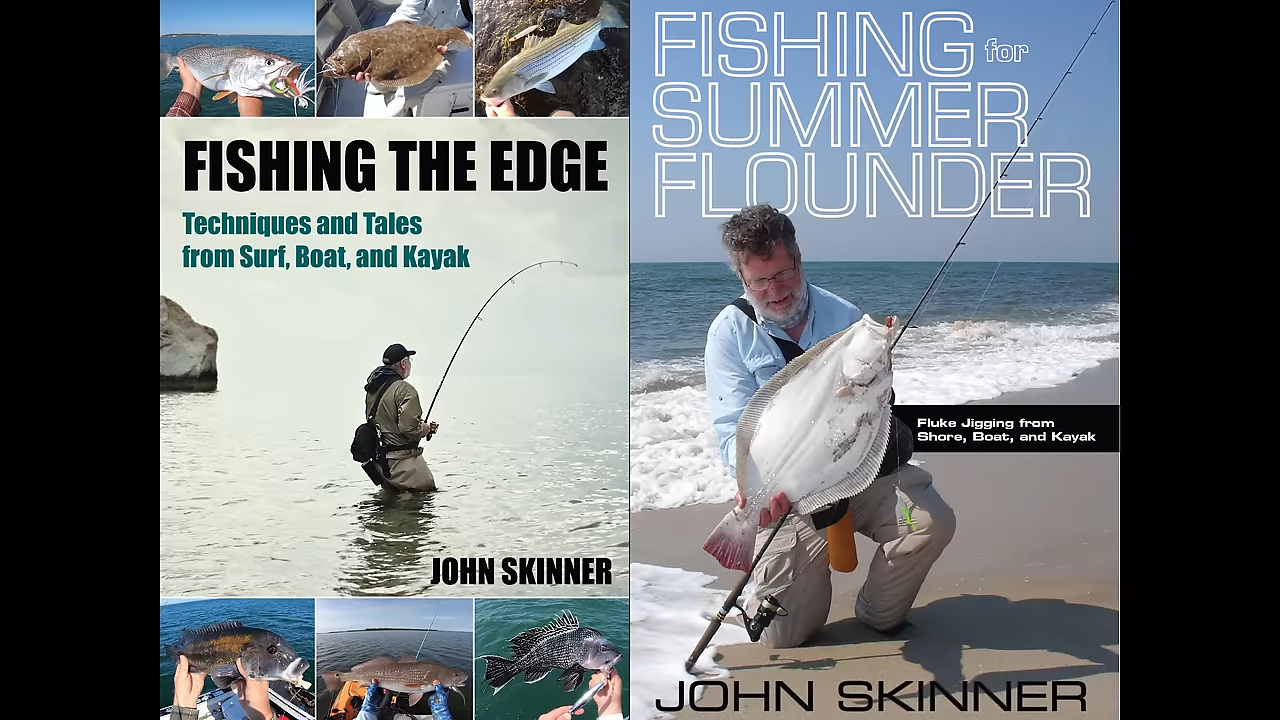 FISHING THE EDGE
Techniques and Tales
from Surf, Boat, and Kayak
JOHN SKINNER
FISHING for
SUMMER
FLOUNDER
Fluke Jigging from
Shore, Boat, and Kayak
JOHN SKINNER